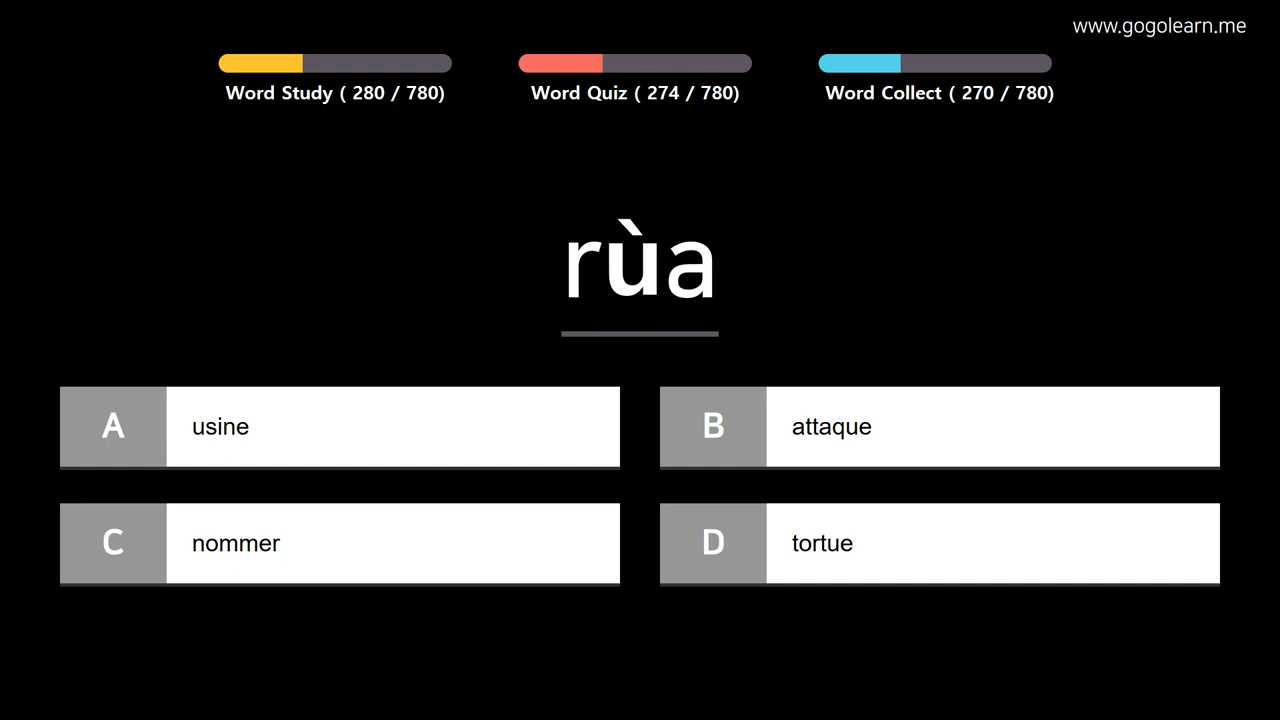 www.gogolearn.me
Word Study ( 280 / 780)
Word Quiz ( 274 / 780)
Word Collect ( 270 / 780)
rùa
A usine
B attaque
C nommer
D tortue